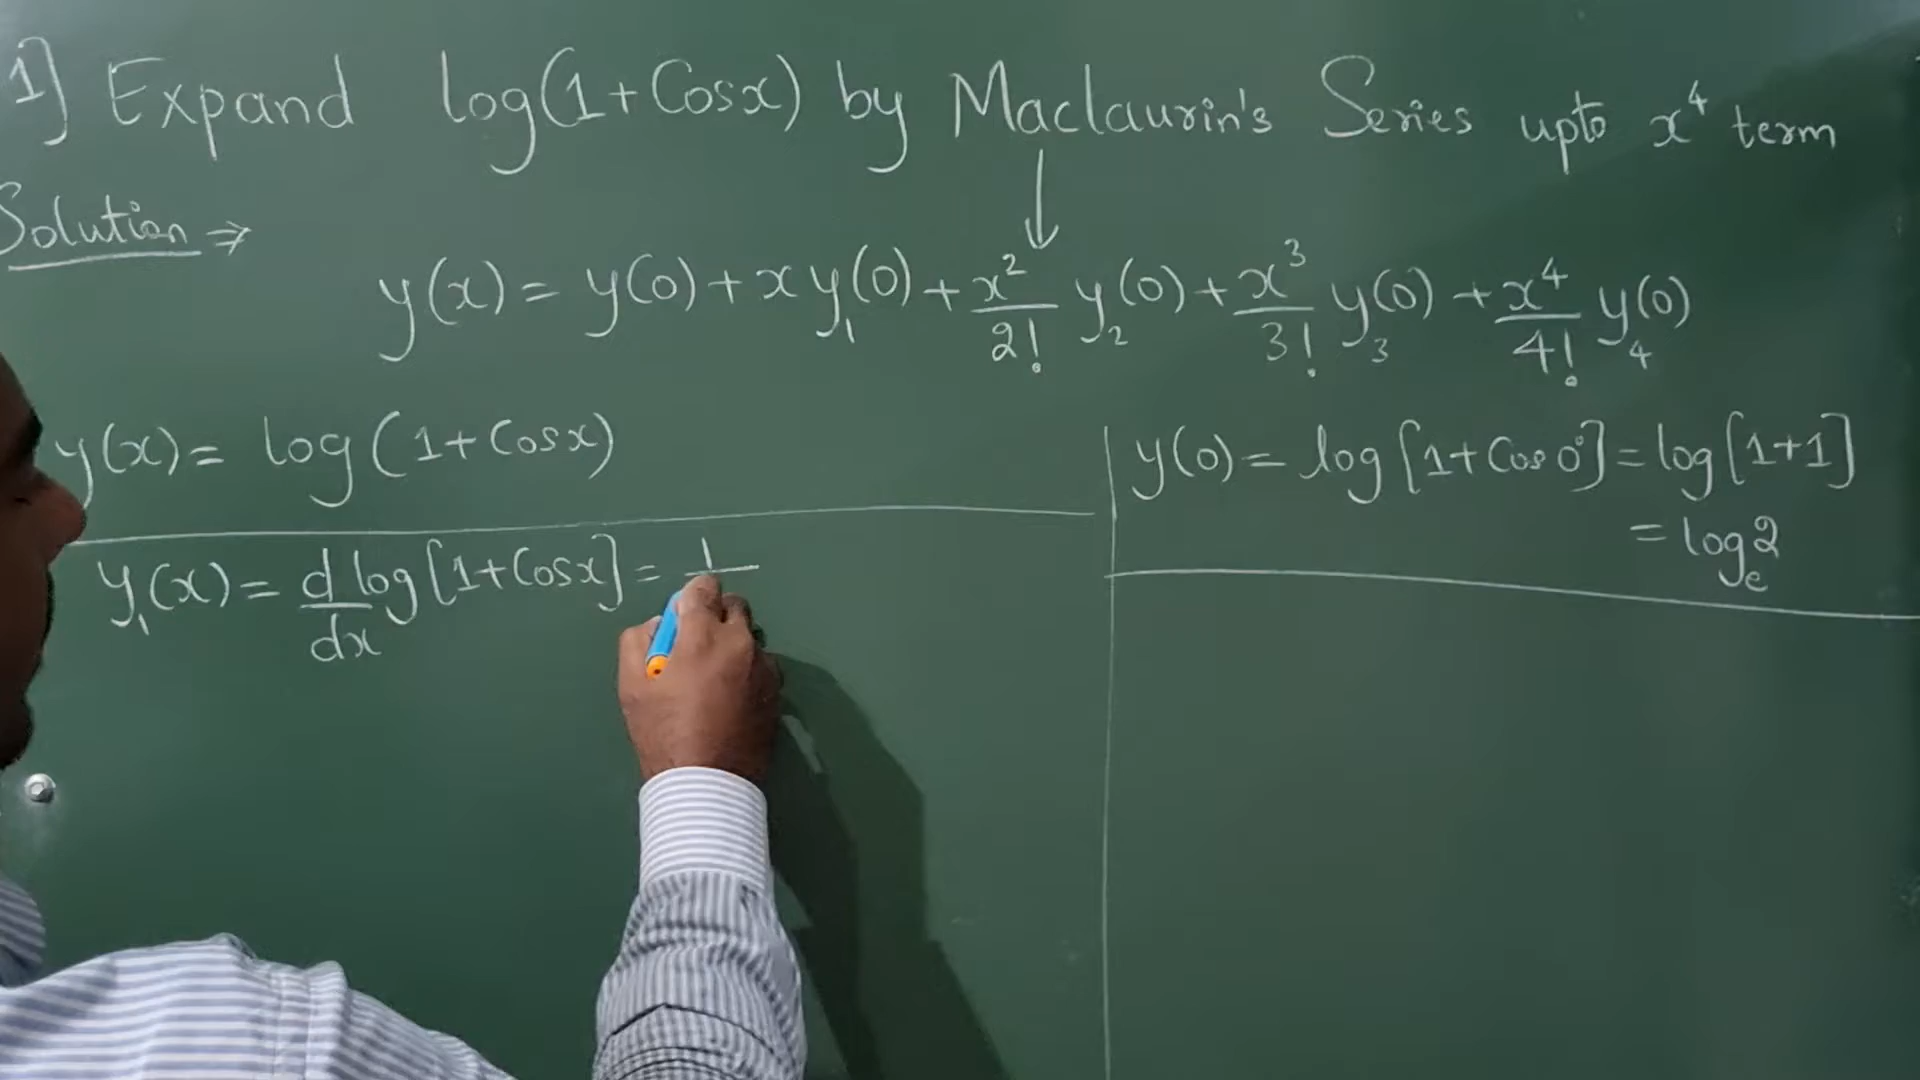 1] Expand log(1+Cosx) by Maclaurin's Series upto x⁴ term
Solution ⇒
y(x) = y(0) + x y₁(0) + x²/2! y₂(0) + x³/3! y₃(0) + x⁴/4! y₄(0)
y(x) = log(1+Cosx)
y(0) = log[1+Cos0°] = log[1+1]
= logₑ2
y₁(x) = d/dx log[1+Cosx] = 1